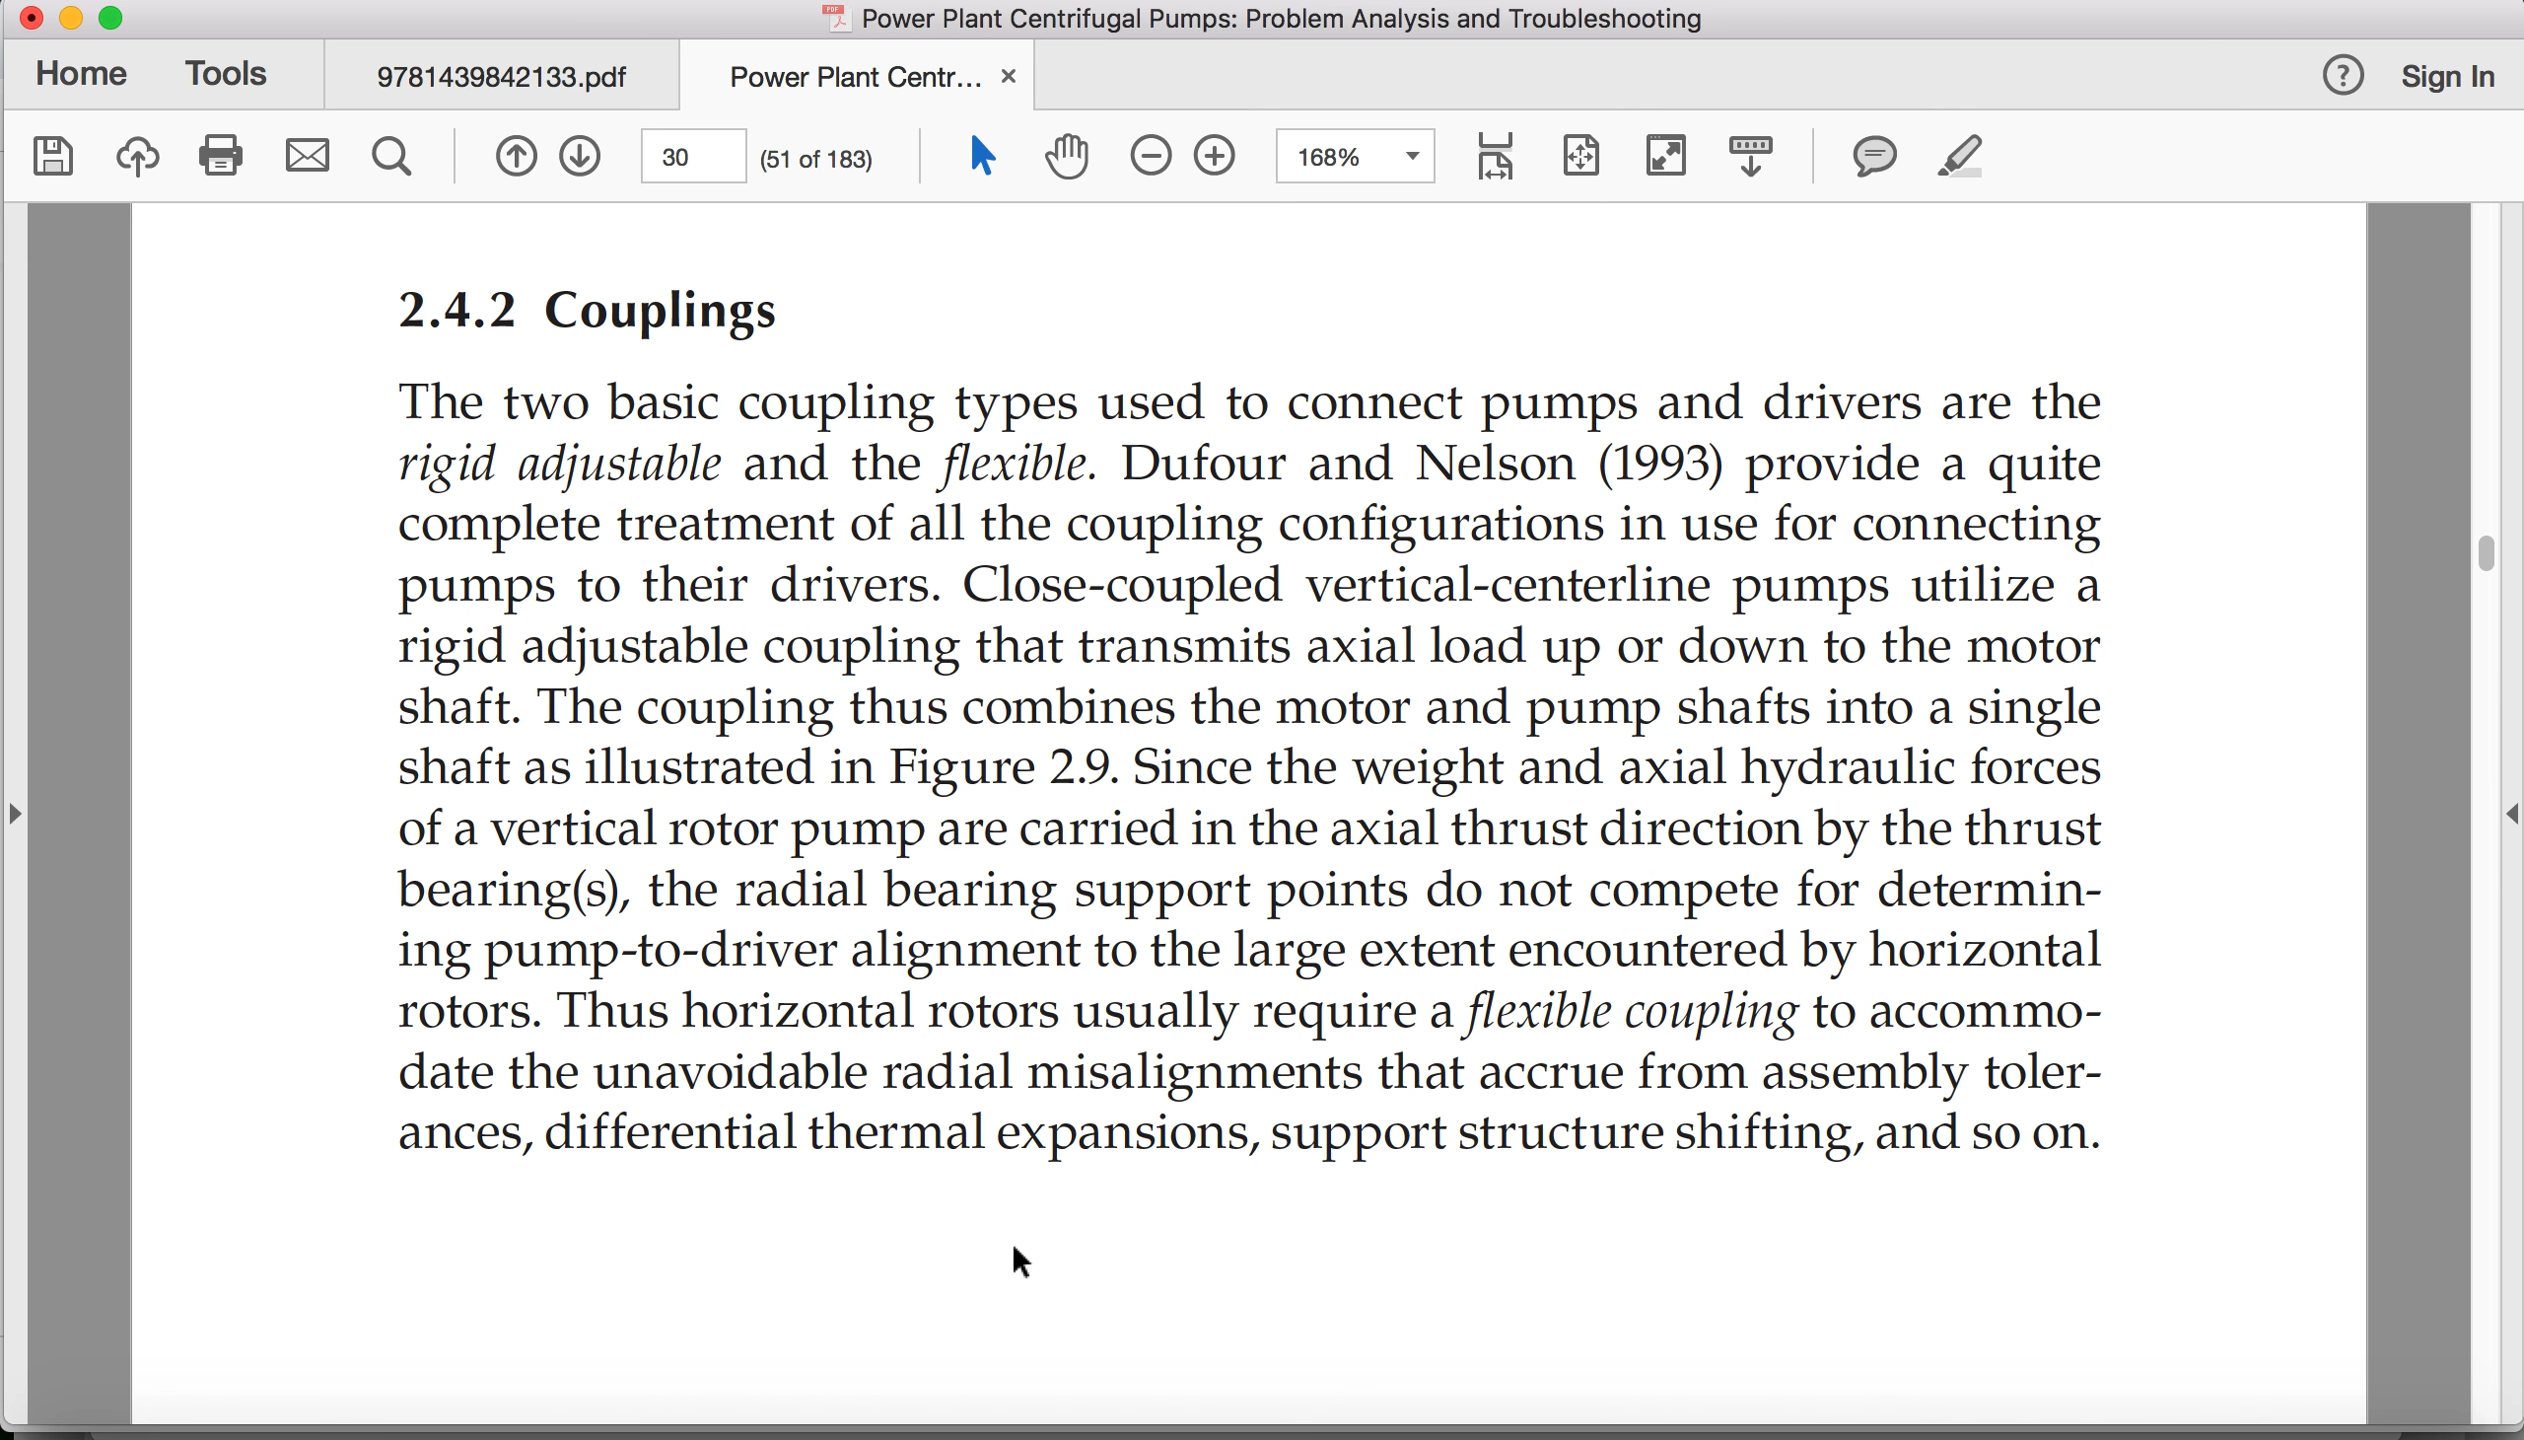 Power Plant Centrifugal Pumps: Problem Analysis and Troubleshooting
Home Tools 9781439842133.pdf Power Plant Centr... × ? Sign In
30 (51 of 183) 168%
2.4.2 Couplings
The two basic coupling types used to connect pumps and drivers are the
rigid adjustable and the flexible. Dufour and Nelson (1993) provide a quite
complete treatment of all the coupling configurations in use for connecting
pumps to their drivers. Close-coupled vertical-centerline pumps utilize a
rigid adjustable coupling that transmits axial load up or down to the motor
shaft. The coupling thus combines the motor and pump shafts into a single
shaft as illustrated in Figure 2.9. Since the weight and axial hydraulic forces
of a vertical rotor pump are carried in the axial thrust direction by the thrust
bearing(s), the radial bearing support points do not compete for determin-
ing pump-to-driver alignment to the large extent encountered by horizontal
rotors. Thus horizontal rotors usually require a flexible coupling to accommo-
date the unavoidable radial misalignments that accrue from assembly toler-
ances, differential thermal expansions, support structure shifting, and so on.